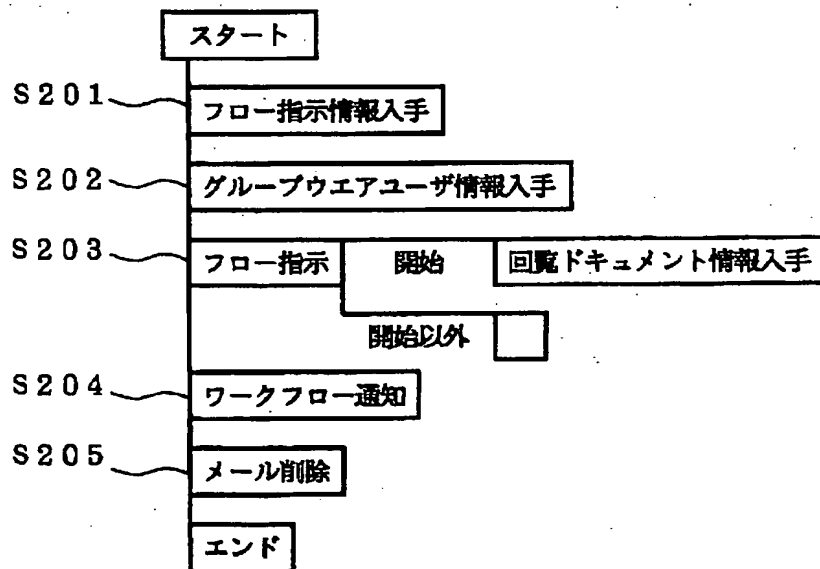 スタート
S201
フロー指示情報入手
S202
グループウエアユーザ情報入手
S203
フロー指示
開始
回覧ドキュメント情報入手
開始以外
S204
ワークフロー通知
S205
メール削除
エンド